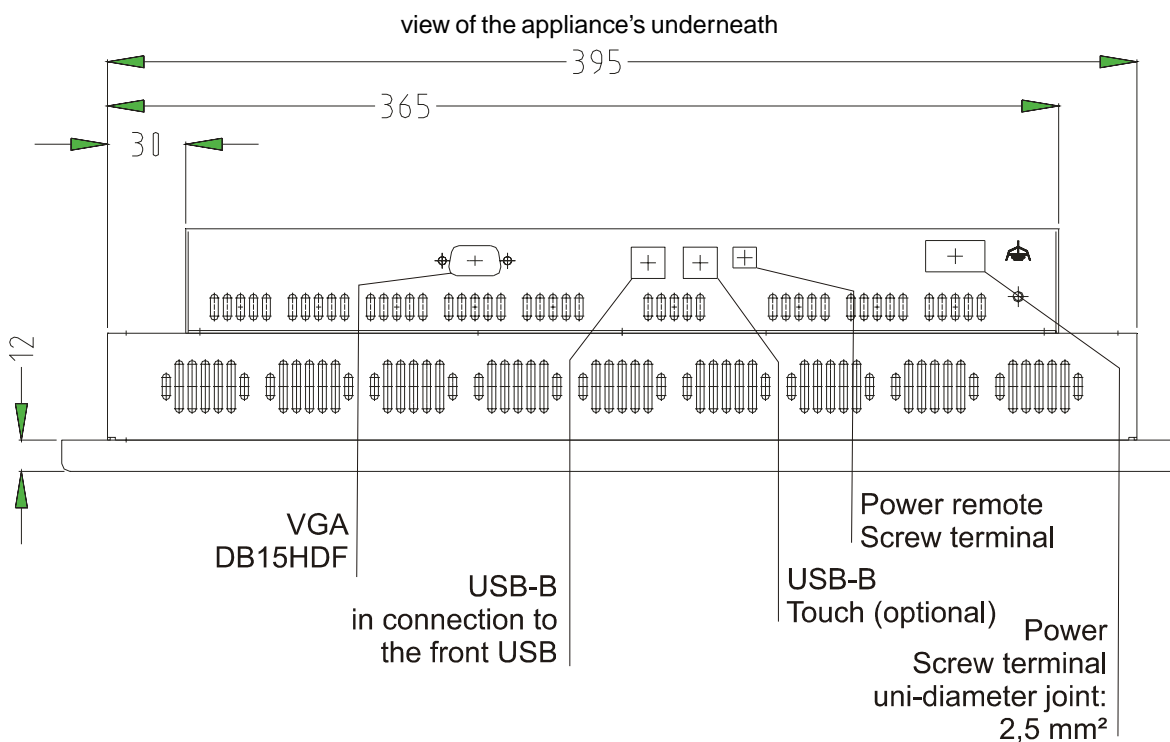 view of the appliance’s underneath
395
365
30
12
VGA
DB15HDF
USB-B
in connection to
the front USB
Power remote
Screw terminal
USB-B
Touch (optional)
Power
Screw terminal
uni-diameter joint:
2,5 mm²